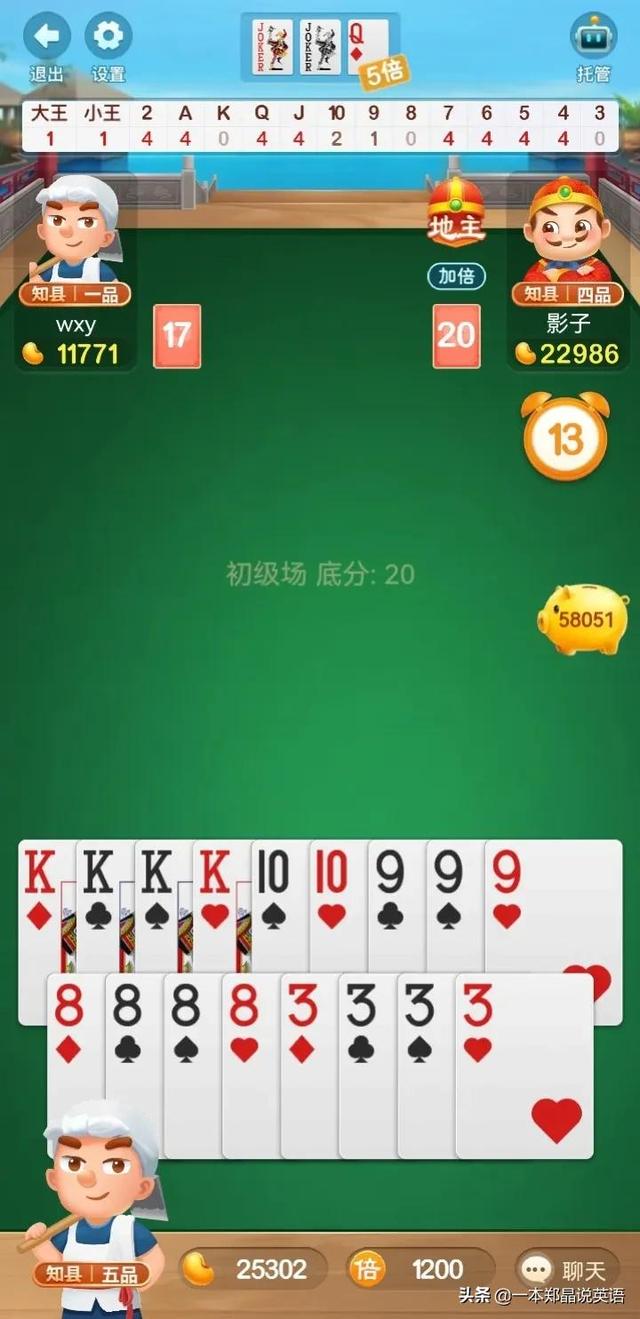 JOKER JOKER Q
5倍
退出 设置 托管
大王 小王 2 A K Q J 10 9 8 7 6 5 4 3
1 1 4 4 0 4 4 2 1 0 4 4 4 4 0
地主
加倍
知县 一品
知县 四品
wxy
17
20
影子
11771
22986
13
初级场 底分: 20
58051
K K K K 10 10 9 9 9
8 8 8 8 3 3 3 3
知县 五品
25302
倍 1200
聊天
头条 @一本郑晶说英语